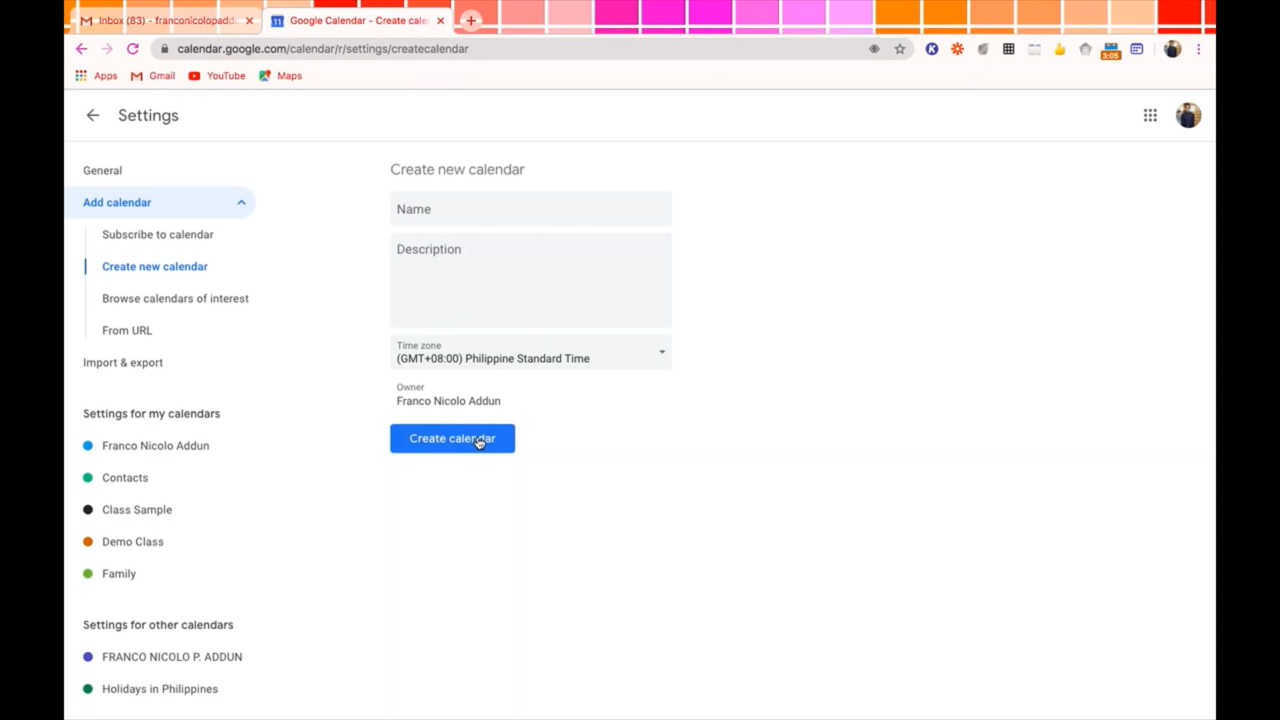 Inbox (83) - franconicolopadd
Google Calendar - Create cale
calendar.google.com/calendar/r/settings/createcalendar
3:05
Apps
Gmail
YouTube
Maps
Settings
General
Add calendar
Subscribe to calendar
Create new calendar
Browse calendars of interest
From URL
Import & export
Settings for my calendars
Franco Nicolo Addun
Contacts
Class Sample
Demo Class
Family
Settings for other calendars
FRANCO NICOLO P. ADDUN
Holidays in Philippines
Create new calendar
Name
Description
Time zone
(GMT+08:00) Philippine Standard Time
Owner
Franco Nicolo Addun
Create calendar